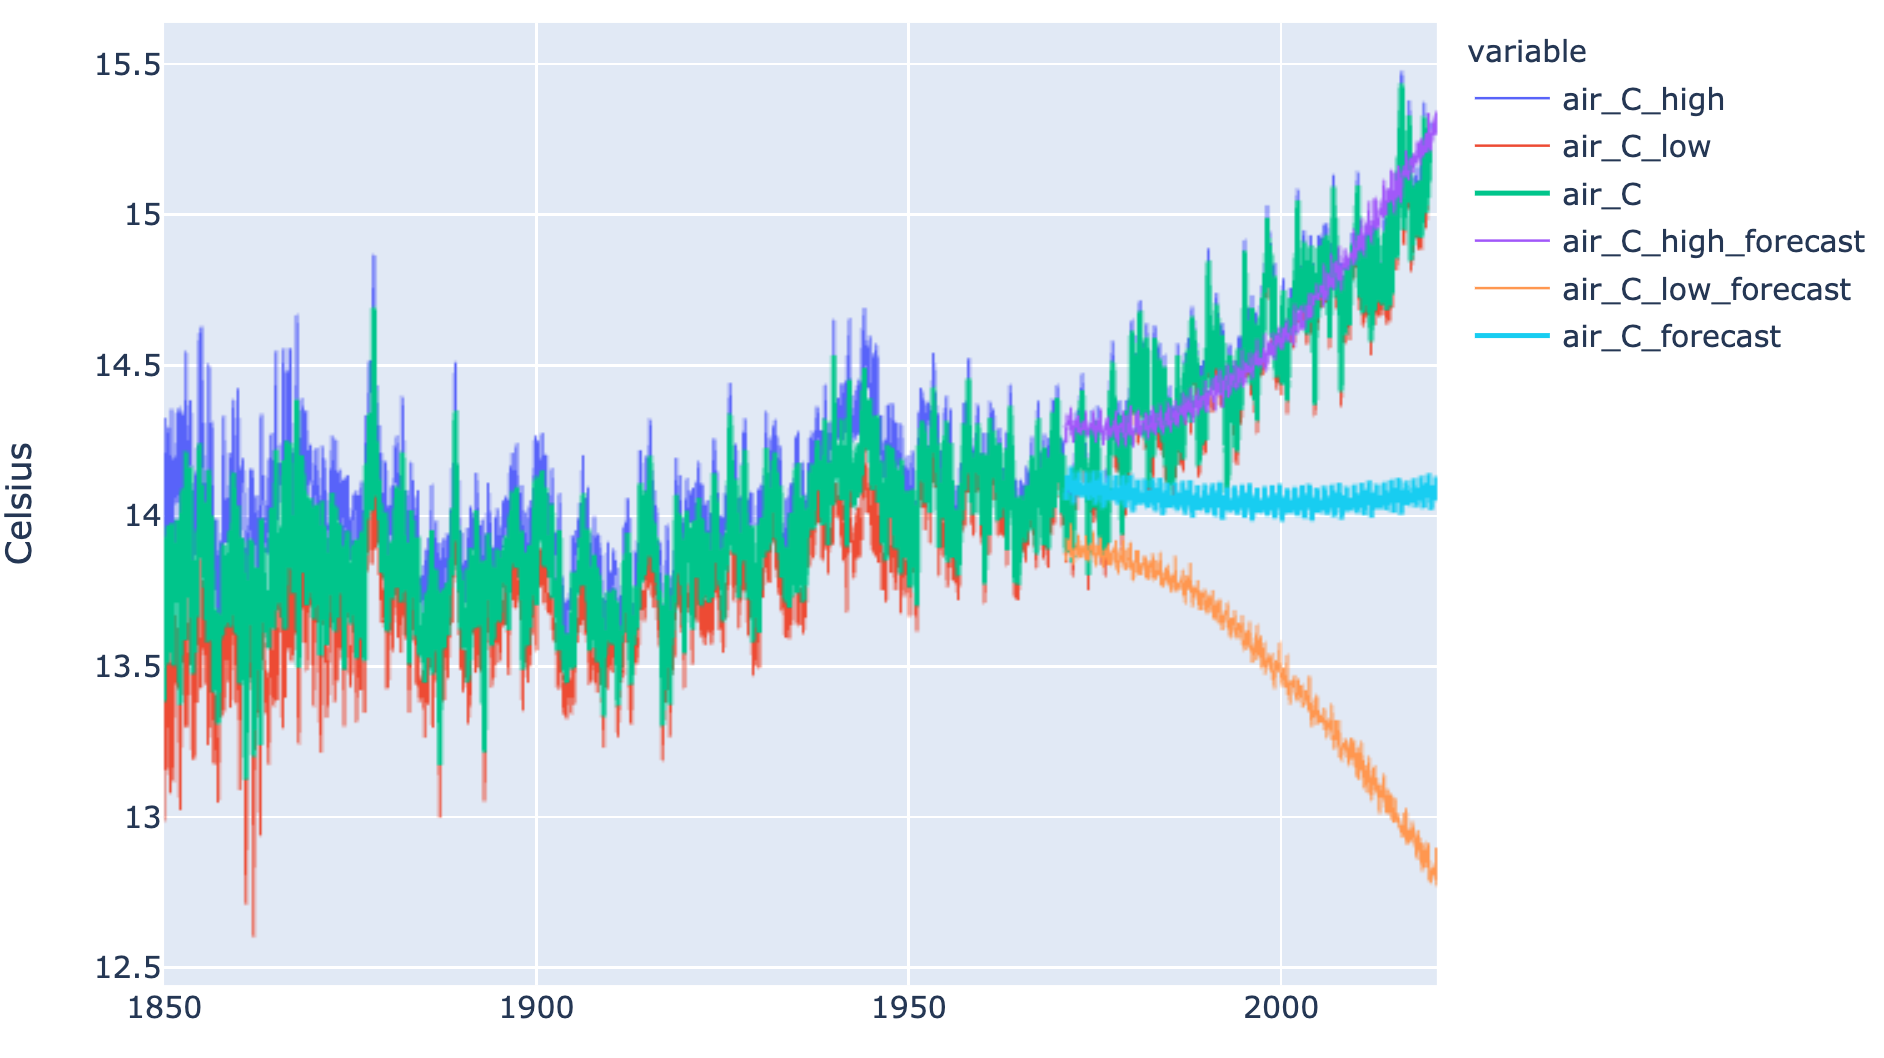 15.5
15
14.5
14
13.5
13
12.5
Celsius
1850
1900
1950
2000
variable
air_C_high
air_C_low
air_C
air_C_high_forecast
air_C_low_forecast
air_C_forecast